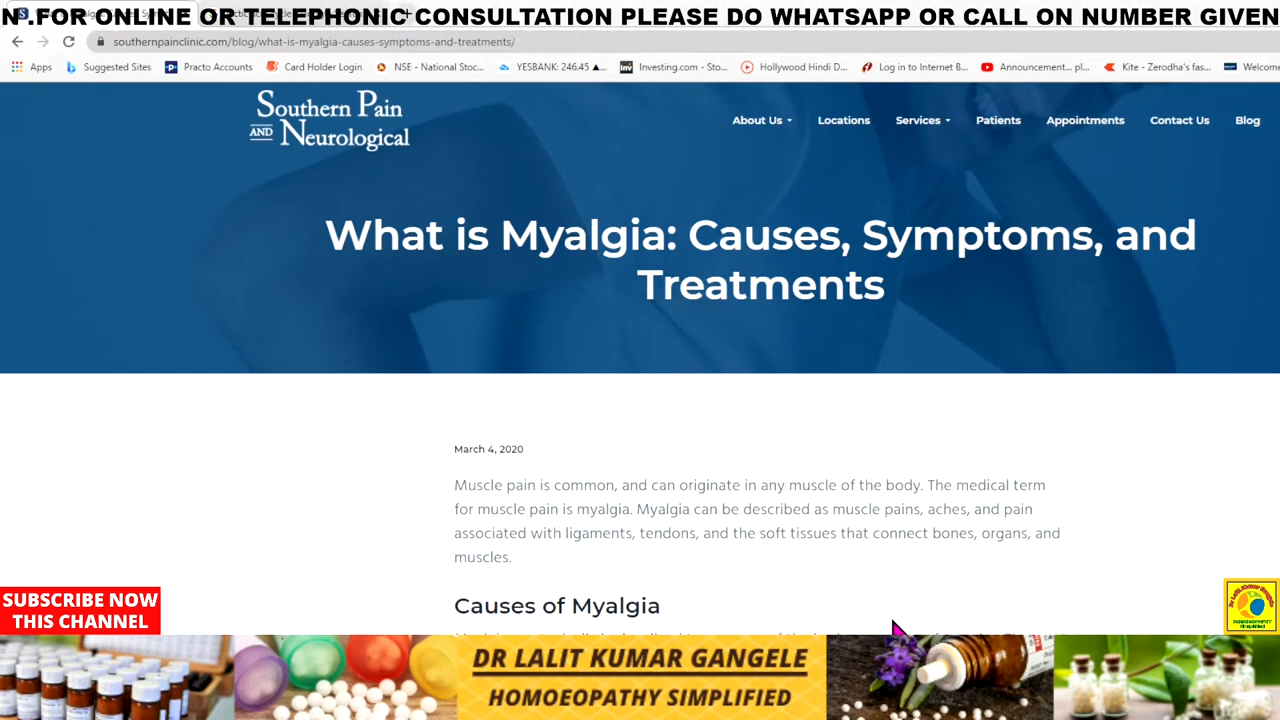 N .FOR ONLINE OR TELEPHONIC CONSULTATION PLEASE DO WHATSAPP OR CALL ON NUMBER GIVEN
southernpainclinic.com/blog/what-is-myalgia-causes-symptoms-and-treatments/
Apps Suggested Sites Practo Accounts Card Holder Login NSE - National Stoc... YESBANK: 246.45 ▲... Investing.com - Sto... Hollywood Hindi D... Log in to Internet B... Announcement... pl... Kite - Zerodha's fas... Welcome
Southern Pain
AND Neurological
About Us Locations Services Patients Appointments Contact Us Blog
What is Myalgia: Causes, Symptoms, and
Treatments
March 4, 2020
Muscle pain is common, and can originate in any muscle of the body. The medical term
for muscle pain is myalgia. Myalgia can be described as muscle pains, aches, and pain
associated with ligaments, tendons, and the soft tissues that connect bones, organs, and
muscles.
Causes of Myalgia
SUBSCRIBE NOW
THIS CHANNEL
DR LALIT KUMAR GANGELE
HOMOEOPATHY SIMPLIFIED